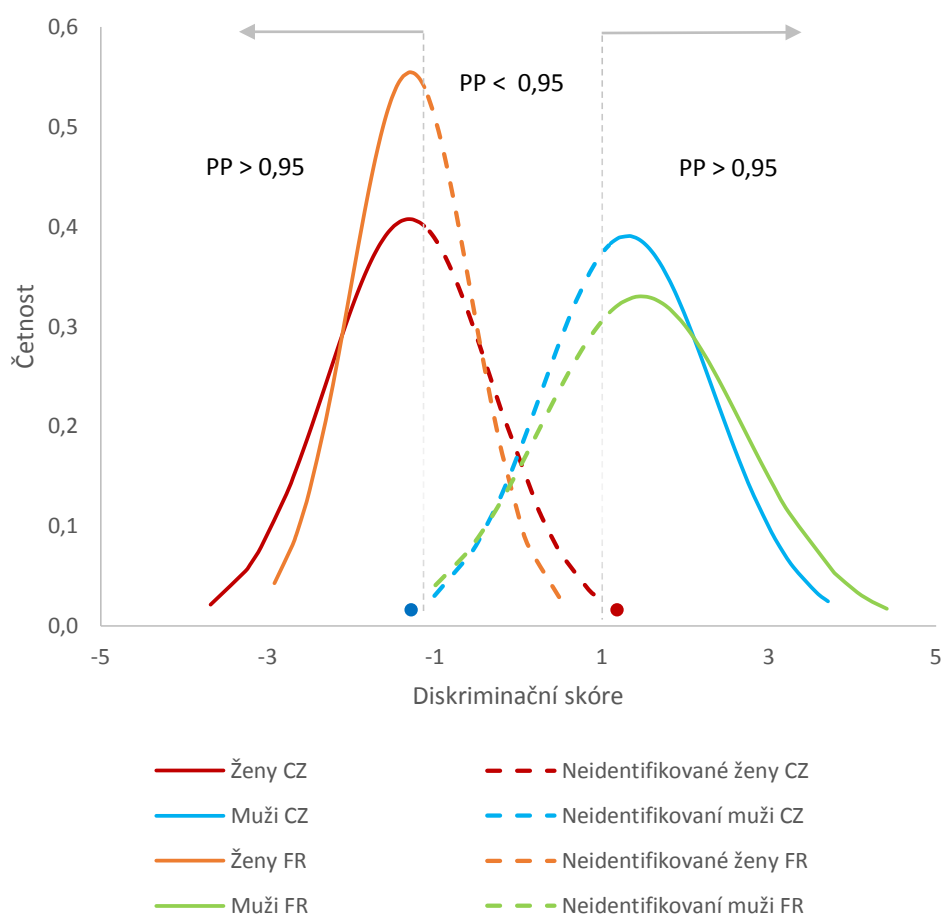 0,6
PP < 0,95
0,5
PP > 0,95
PP > 0,95
0,4
Četnost
0,3
0,2
0,1
0,0
-5
-3
-1
1
3
5
Diskriminační skóre
Ženy CZ
Neidentifikované ženy CZ
Muži CZ
Neidentifikovaní muži CZ
Ženy FR
Neidentifikované ženy FR
Muži FR
Neidentifikovaní muži FR